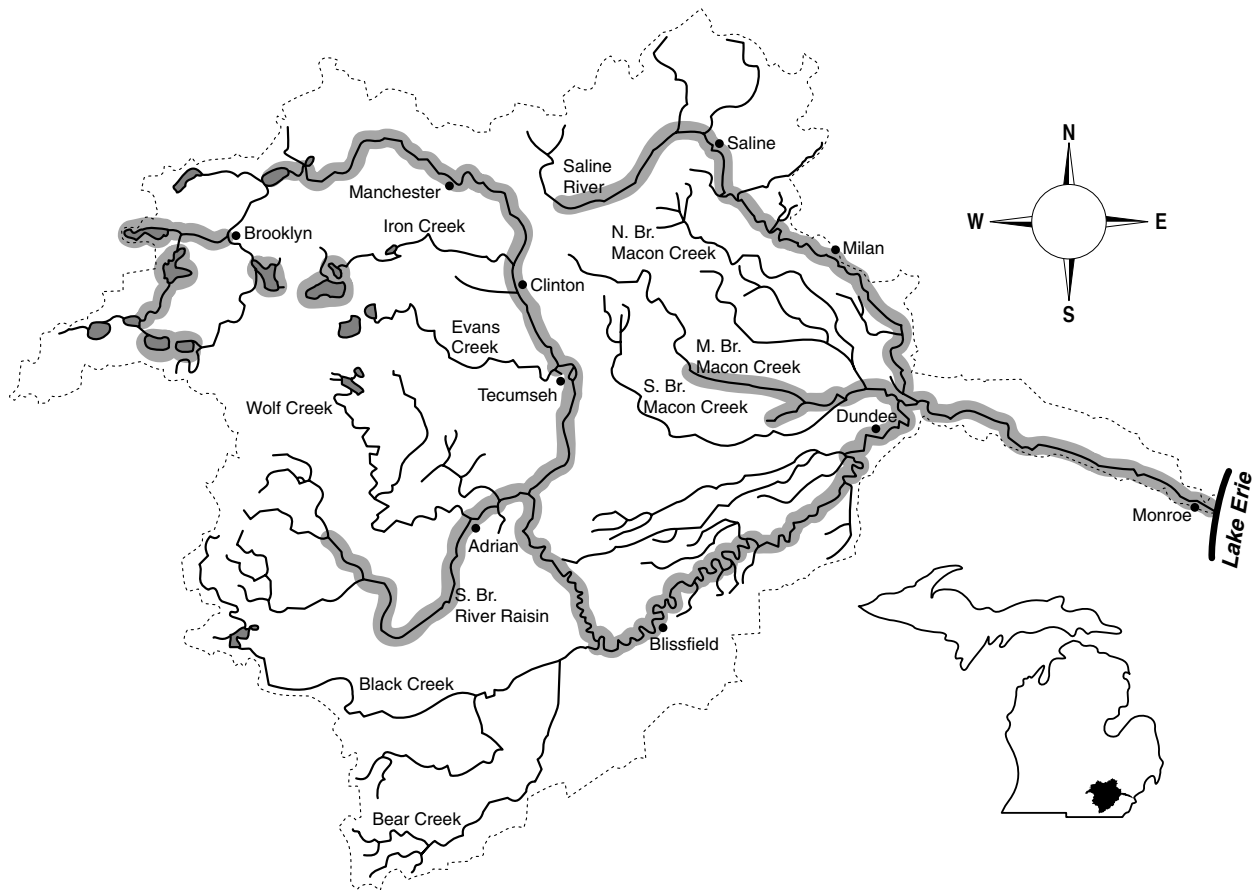 N
Saline
Saline
River
W
E
Manchester
Iron Creek
Brooklyn
N. Br.
Macon Creek
Milan
Clinton
S
Evans
Creek
M. Br.
Macon Creek
Tecumseh
S. Br.
Macon Creek
Wolf Creek
Dundee
Lake Erie
Monroe
Adrian
S. Br.
River Raisin
Blissfield
Black Creek
Bear Creek